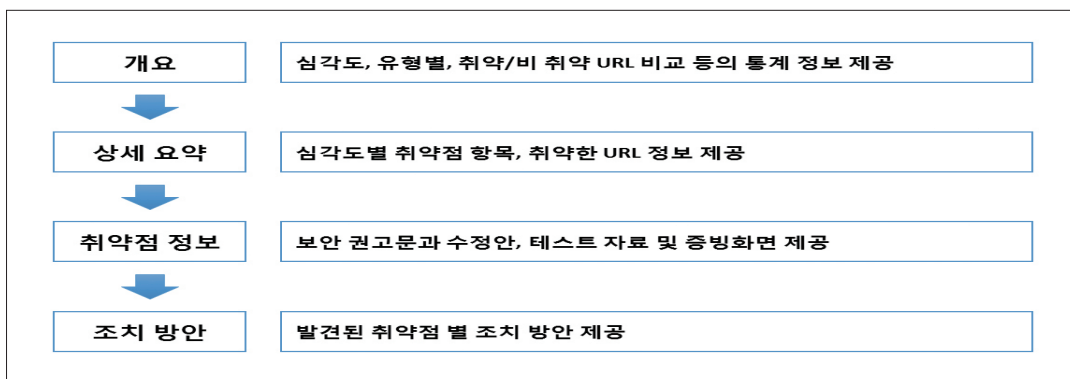 개요
심각도, 유형별, 취약/비 취약 URL 비교 등의 통계 정보 제공
상세 요약
심각도별 취약점 항목, 취약한 URL 정보 제공
취약점 정보
보안 권고문과 수정안, 테스트 자료 및 증빙화면 제공
조치 방안
발견된 취약점 별 조치 방안 제공